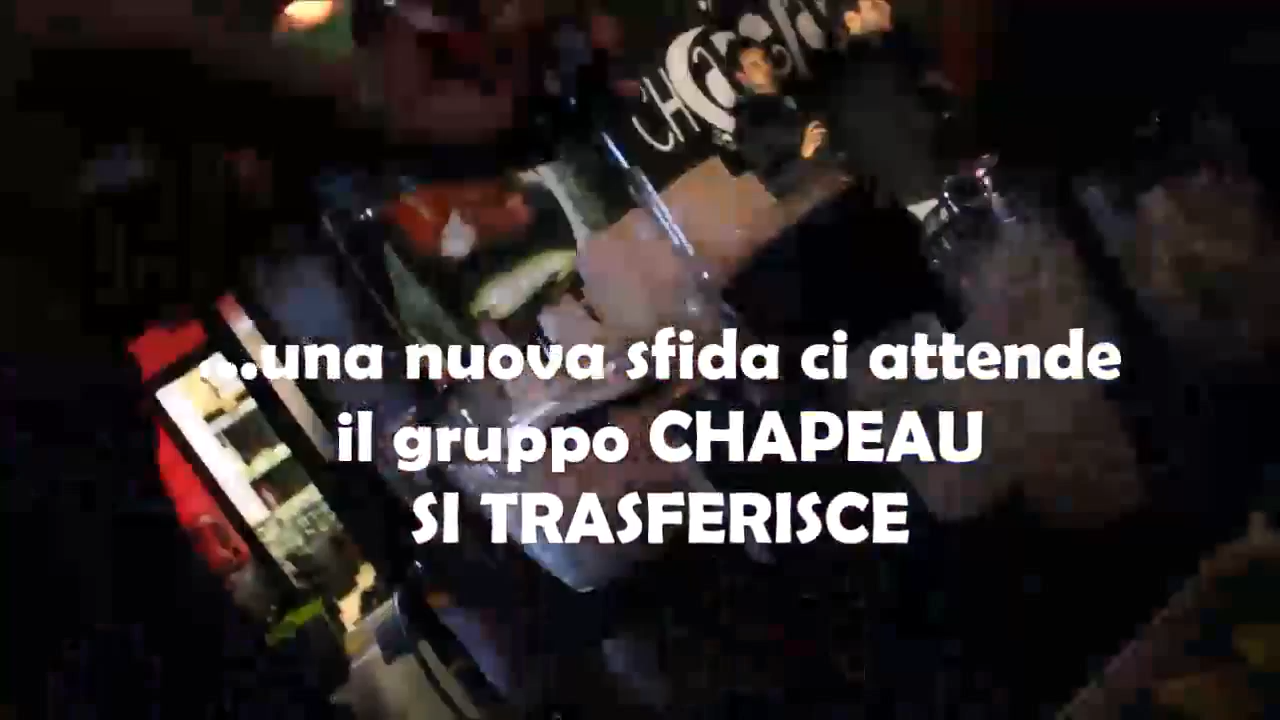 ...una nuova sfida ci attende
il gruppo CHAPEAU
SI TRASFERISCE